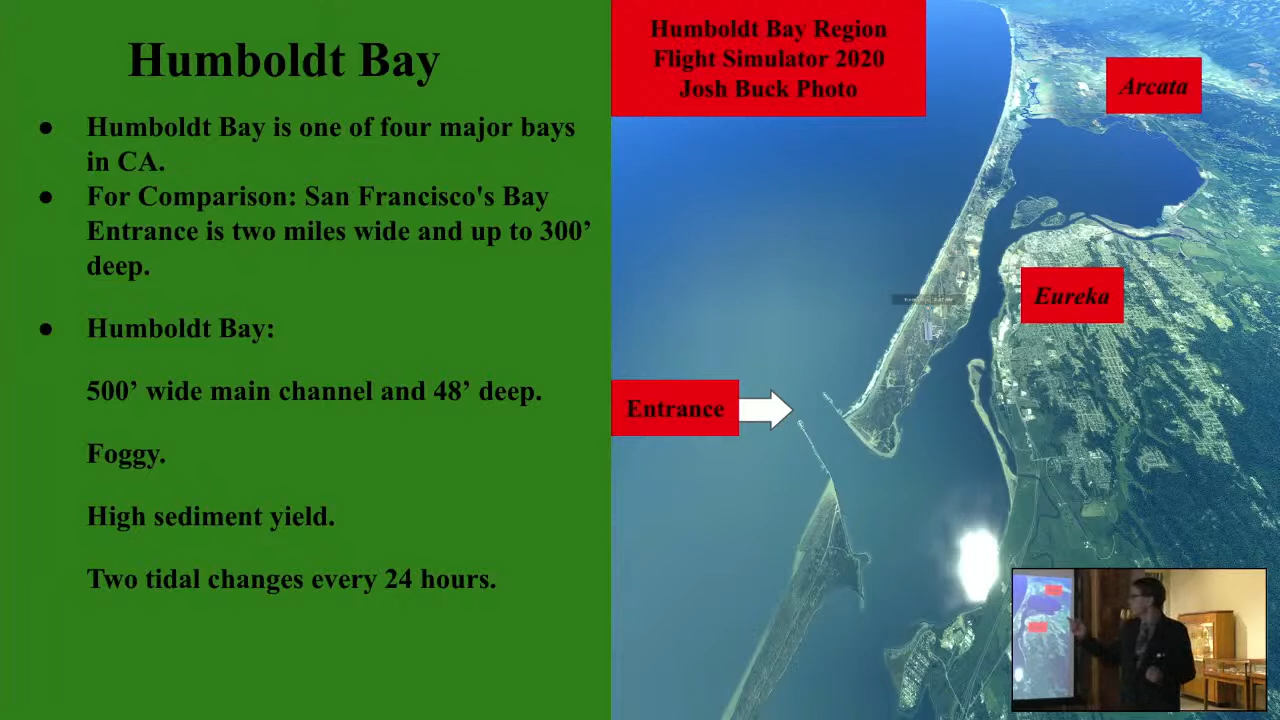 Humboldt Bay
● Humboldt Bay is one of four major bays
in CA.
● For Comparison: San Francisco's Bay
Entrance is two miles wide and up to 300’
deep.
● Humboldt Bay:
500’ wide main channel and 48’ deep.
Foggy.
High sediment yield.
Two tidal changes every 24 hours.
Humboldt Bay Region
Flight Simulator 2020
Josh Buck Photo
Arcata
Eureka
Entrance